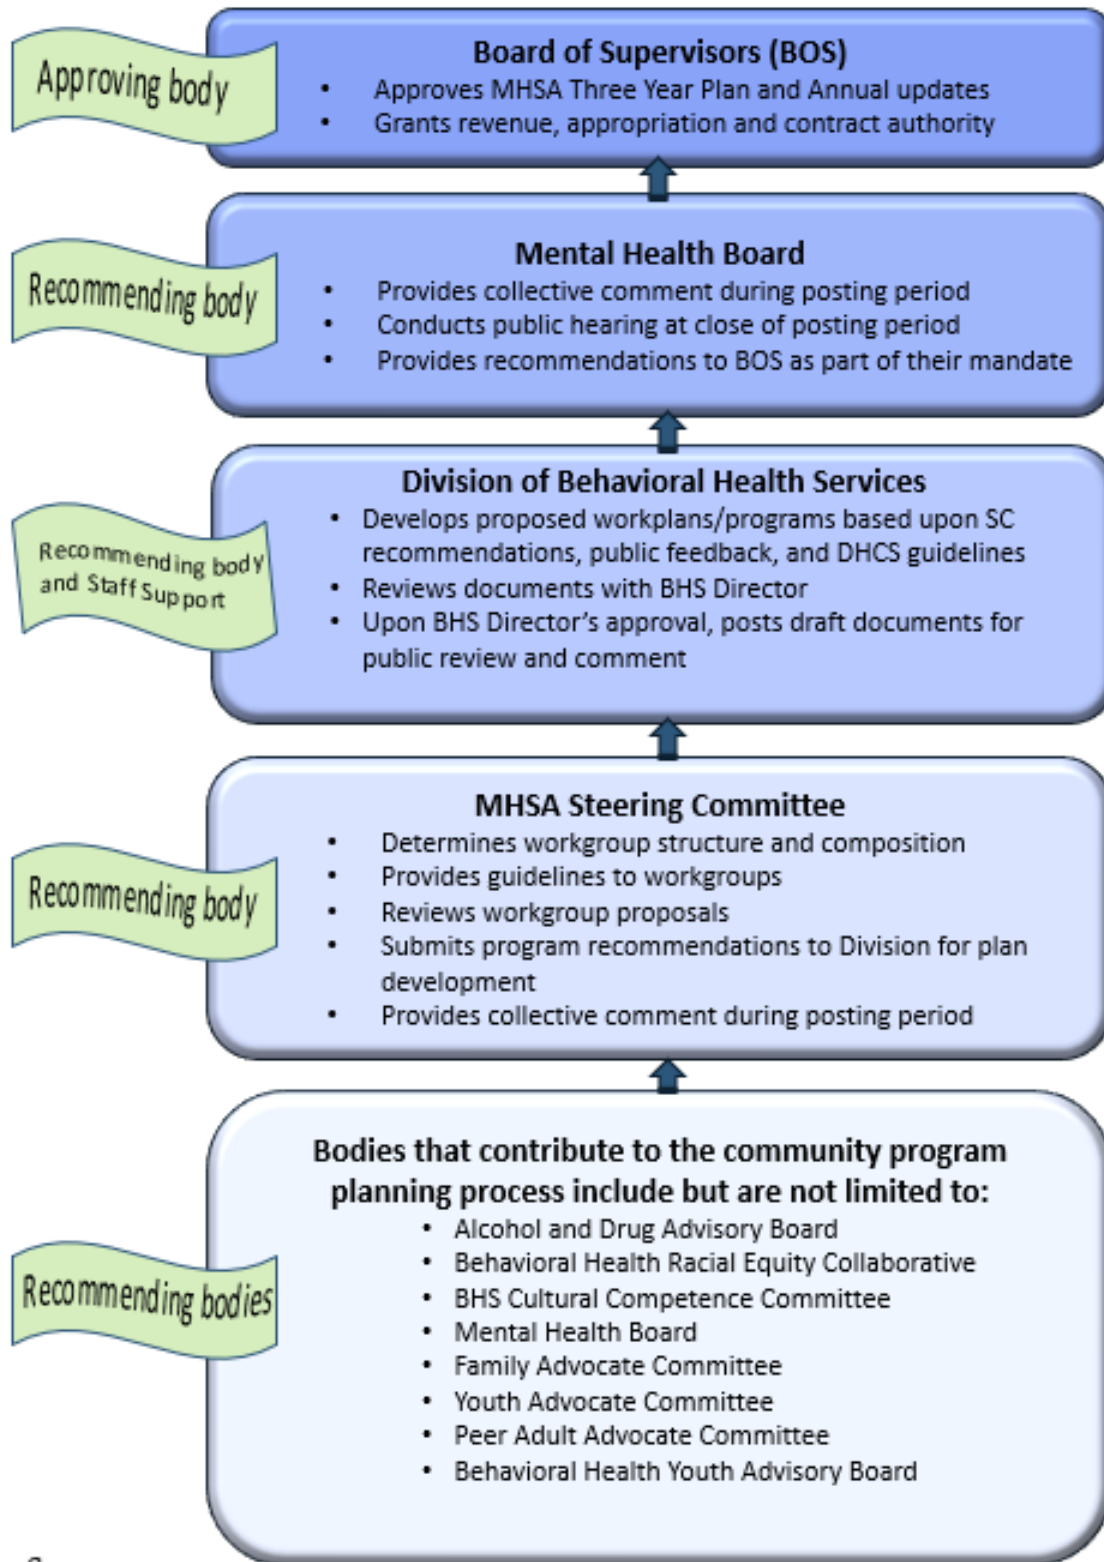 Approving body
Board of Supervisors (BOS)
• Approves MHSA Three Year Plan and Annual updates
• Grants revenue, appropriation and contract authority
Recommending body
Mental Health Board
• Provides collective comment during posting period
• Conducts public hearing at close of posting period
• Provides recommendations to BOS as part of their mandate
Recommending body
and Staff Support
Division of Behavioral Health Services
• Develops proposed workplans/programs based upon SC
recommendations, public feedback, and DHCS guidelines
• Reviews documents with BHS Director
• Upon BHS Director’s approval, posts draft documents for
public review and comment
Recommending body
MHSA Steering Committee
• Determines workgroup structure and composition
• Provides guidelines to workgroups
• Reviews workgroup proposals
• Submits program recommendations to Division for plan
development
• Provides collective comment during posting period
Recommending bodies
Bodies that contribute to the community program
planning process include but are not limited to:
• Alcohol and Drug Advisory Board
• Behavioral Health Racial Equity Collaborative
• BHS Cultural Competence Committee
• Mental Health Board
• Family Advocate Committee
• Youth Advocate Committee
• Peer Adult Advocate Committee
• Behavioral Health Youth Advisory Board